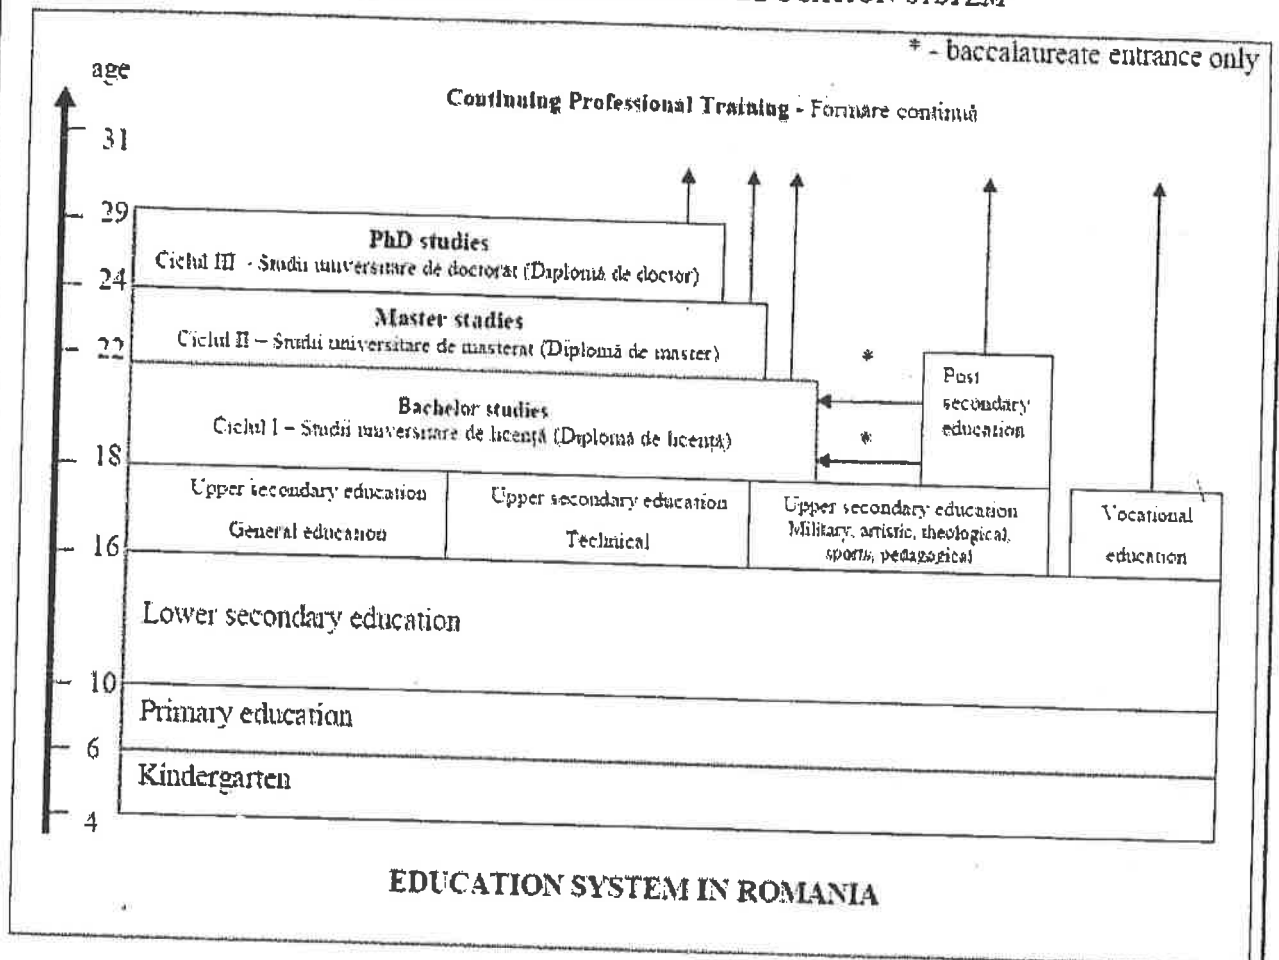 EDUCATION SYSTEM
* - baccalaureate entrance only
age
Continuing Professional Training - Formare continuă
31
29
PhD studies
Ciclul III - Studii universitare de doctorat (Diplomă de doctor)
24
Master studies
Ciclul II – Studii universitare de masterat (Diplomă de master)
22
*
Post
secondary
education
Bachelor studies
Ciclul I – Studii universitare de licență (Diplomă de licență)
*
18
Upper secondary education
General education
Upper secondary education
Technical
Upper secondary education
Military, artistic, theological,
sports, pedagogical
Vocational
education
16
Lower secondary education
10
Primary education
6
Kindergarten
4
EDUCATION SYSTEM IN ROMANIA